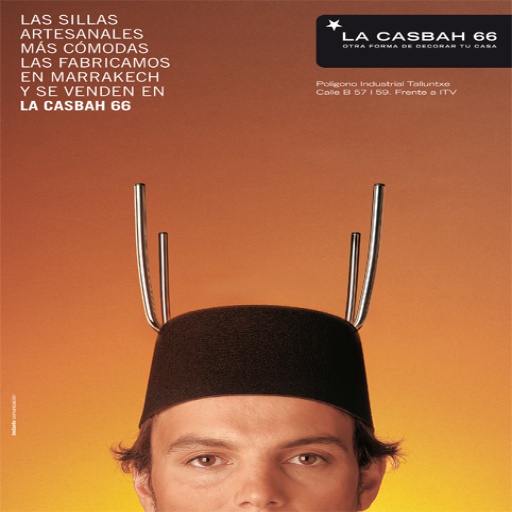 LAS SILLAS
ARTESANALES
MÁS CÓMODAS
LAS FABRICAMOS
EN MARRAKECH
Y SE VENDEN EN
LA CASBAH 66
LA CASBAH 66
OTRA FORMA DE DECORAR TU CASA
Polígono Industrial Talluntxe
Calle B 57 I 59. Frente a ITV
comunicación